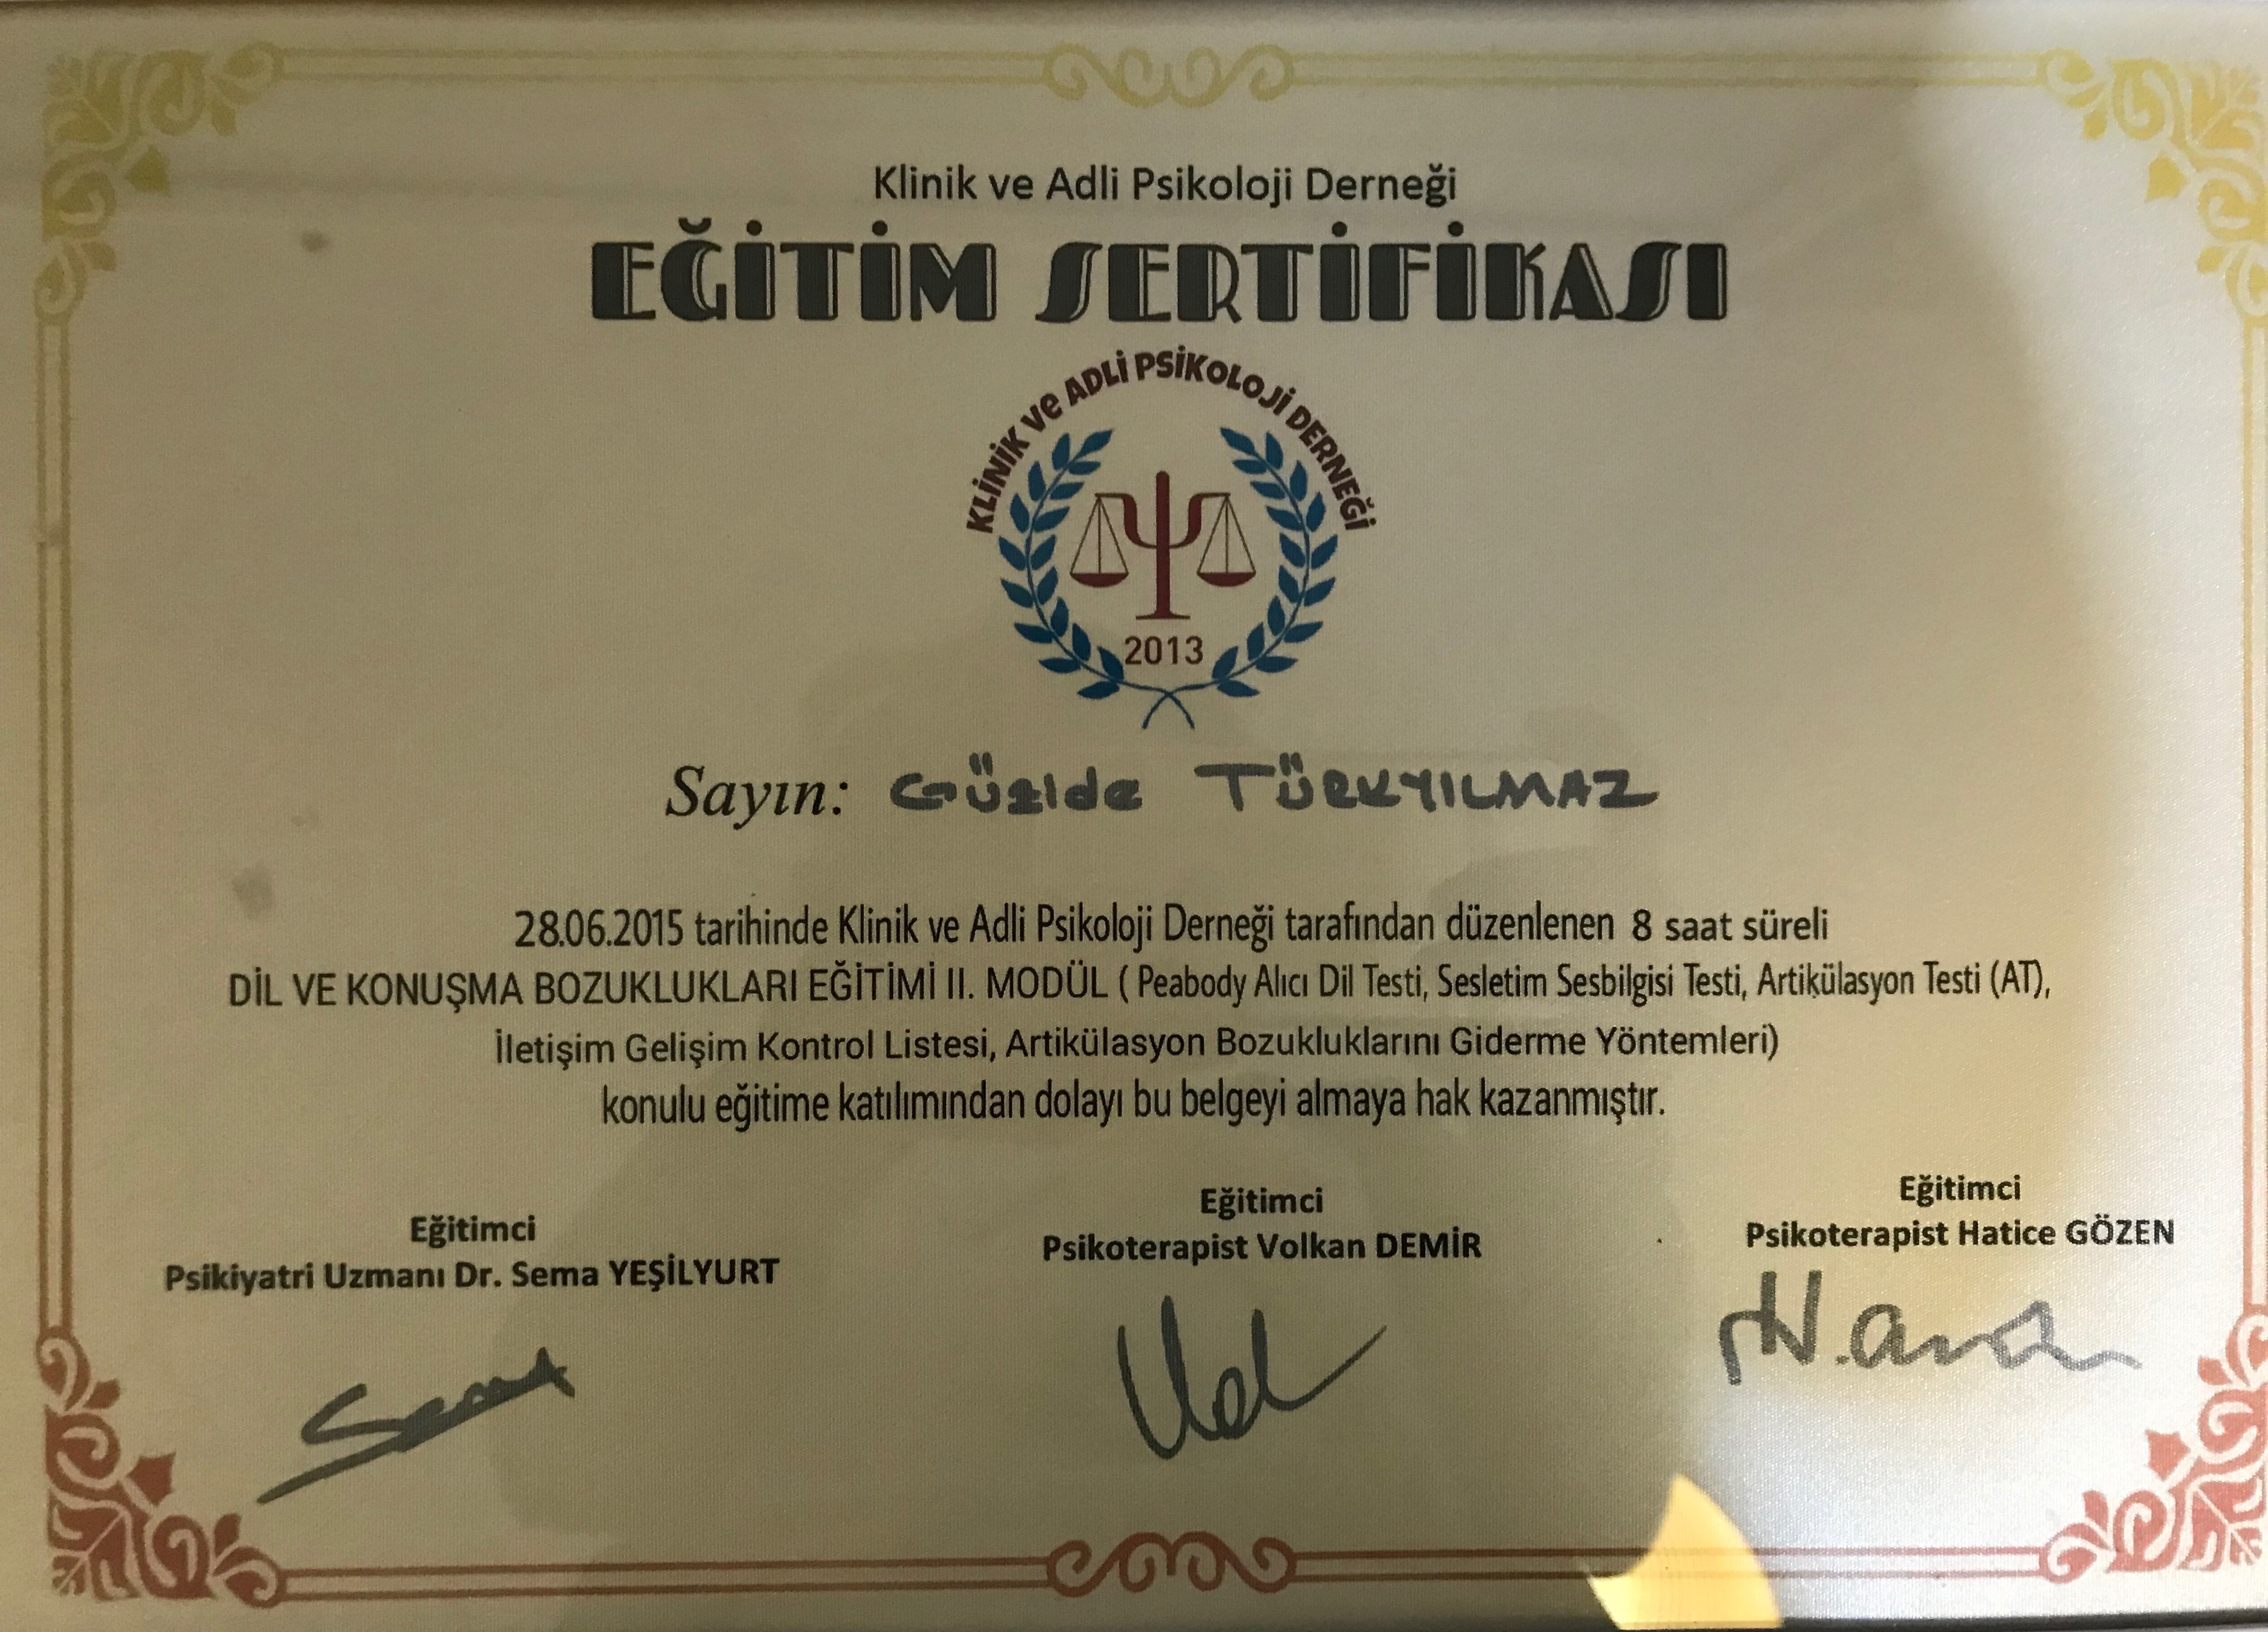 Klinik ve Adli Psikoloji Derneği
EĞİTİM SERTİFİKASI
KLİNİK ve ADLİ PSİKOLOJİ DERNEĞİ
2013
Sayın: Güzide TÜRKYILMAZ
28.06.2015 tarihinde Klinik ve Adli Psikoloji Derneği tarafından düzenlenen 8 saat süreli
DİL VE KONUŞMA BOZUKLUKLARI EĞİTİMİ II. MODÜL ( Peabody Alıcı Dil Testi, Sesletim Sesbilgisi Testi, Artikülasyon Testi (AT),
İletişim Gelişim Kontrol Listesi, Artikülasyon Bozukluklarını Giderme Yöntemleri)
konulu eğitime katılımından dolayı bu belgeyi almaya hak kazanmıştır.
Eğitimci
Psikiyatri Uzmanı Dr. Sema YEŞİLYURT
Eğitimci
Psikoterapist Volkan DEMİR
Eğitimci
Psikoterapist Hatice GÖZEN